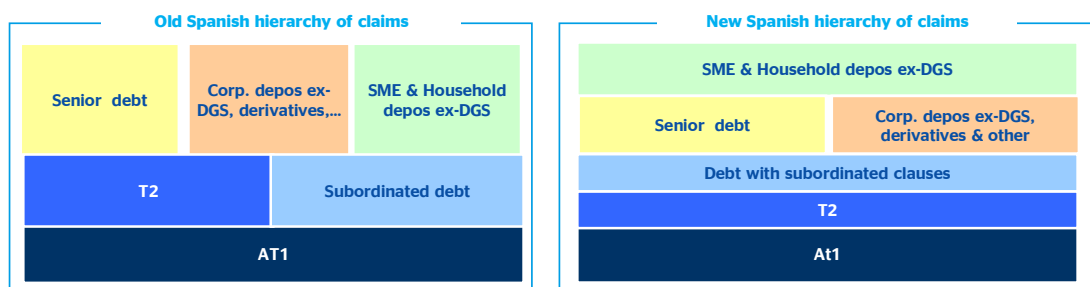 Old Spanish hierarchy of claims
Senior debt
Corp. depos ex-
DGS, derivatives,...
SME & Household
depos ex-DGS
T2
Subordinated debt
AT1
New Spanish hierarchy of claims
SME & Household depos ex-DGS
Senior debt
Corp. depos ex-DGS,
derivatives & other
Debt with subordinated clauses
T2
At1